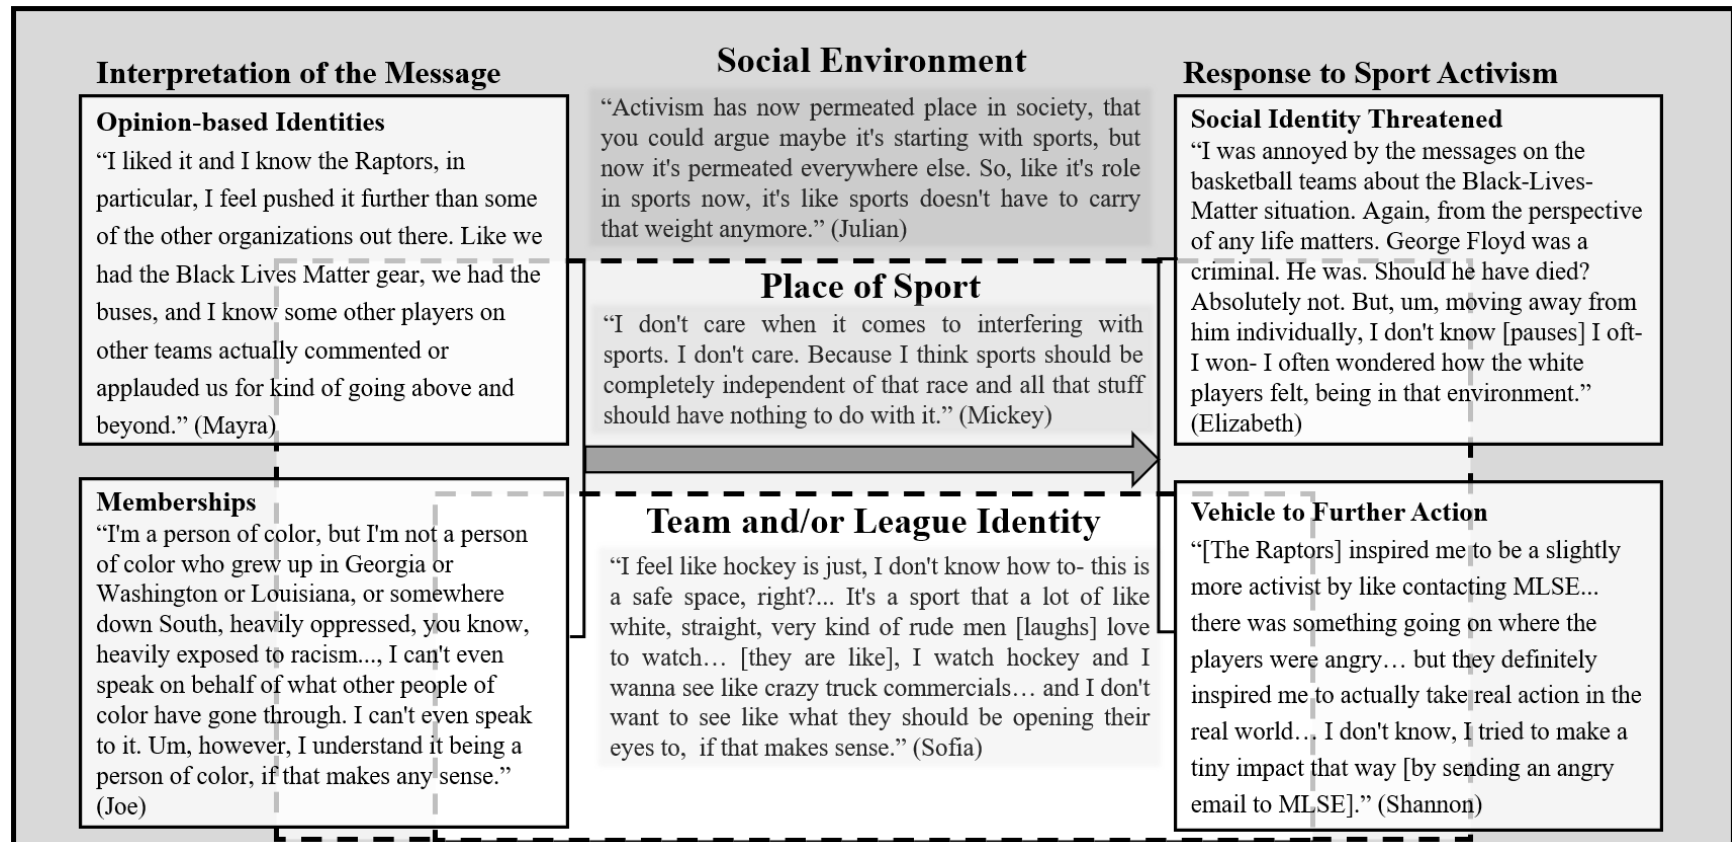 Interpretation of the Message
Opinion-based Identities
“I liked it and I know the Raptors, in
particular, I feel pushed it further than some
of the other organizations out there. Like we
had the Black Lives Matter gear, we had the
buses, and I know some other players on
other teams actually commented or
applauded us for kind of going above and
beyond.” (Mayra)
Memberships
“I'm a person of color, but I'm not a person
of color who grew up in Georgia or
Washington or Louisiana, or somewhere
down South, heavily oppressed, you know,
heavily exposed to racism..., I can't even
speak on behalf of what other people of
color have gone through. I can't even speak
to it. Um, however, I understand it being a
person of color, if that makes any sense.”
(Joe)
Social Environment
“Activism has now permeated place in society, that
you could argue maybe it's starting with sports, but
now it's permeated everywhere else. So, like it's role
in sports now, it's like sports doesn't have to carry
that weight anymore.” (Julian)
Place of Sport
“I don't care when it comes to interfering with
sports. I don't care. Because I think sports should be
completely independent of that race and all that stuff
should have nothing to do with it.” (Mickey)
Team and/or League Identity
“I feel like hockey is just, I don't know how to- this is
a safe space, right?... It's a sport that a lot of like
white, straight, very kind of rude men [laughs] love
to watch… [they are like], I watch hockey and I
wanna see like crazy truck commercials… and I don't
want to see like what they should be opening their
eyes to, if that makes sense.” (Sofia)
Response to Sport Activism
Social Identity Threatened
“I was annoyed by the messages on the
basketball teams about the Black-Lives-
Matter situation. Again, from the perspective
of any life matters. George Floyd was a
criminal. He was. Should he have died?
Absolutely not. But, um, moving away from
him individually, I don't know [pauses] I oft-
I won- I often wondered how the white
players felt, being in that environment.”
(Elizabeth)
Vehicle to Further Action
“[The Raptors] inspired me to be a slightly
more activist by like contacting MLSE...
there was something going on where the
players were angry… but they definitely
inspired me to actually take real action in the
real world… I don't know, I tried to make a
tiny impact that way [by sending an angry
email to MLSE].” (Shannon)